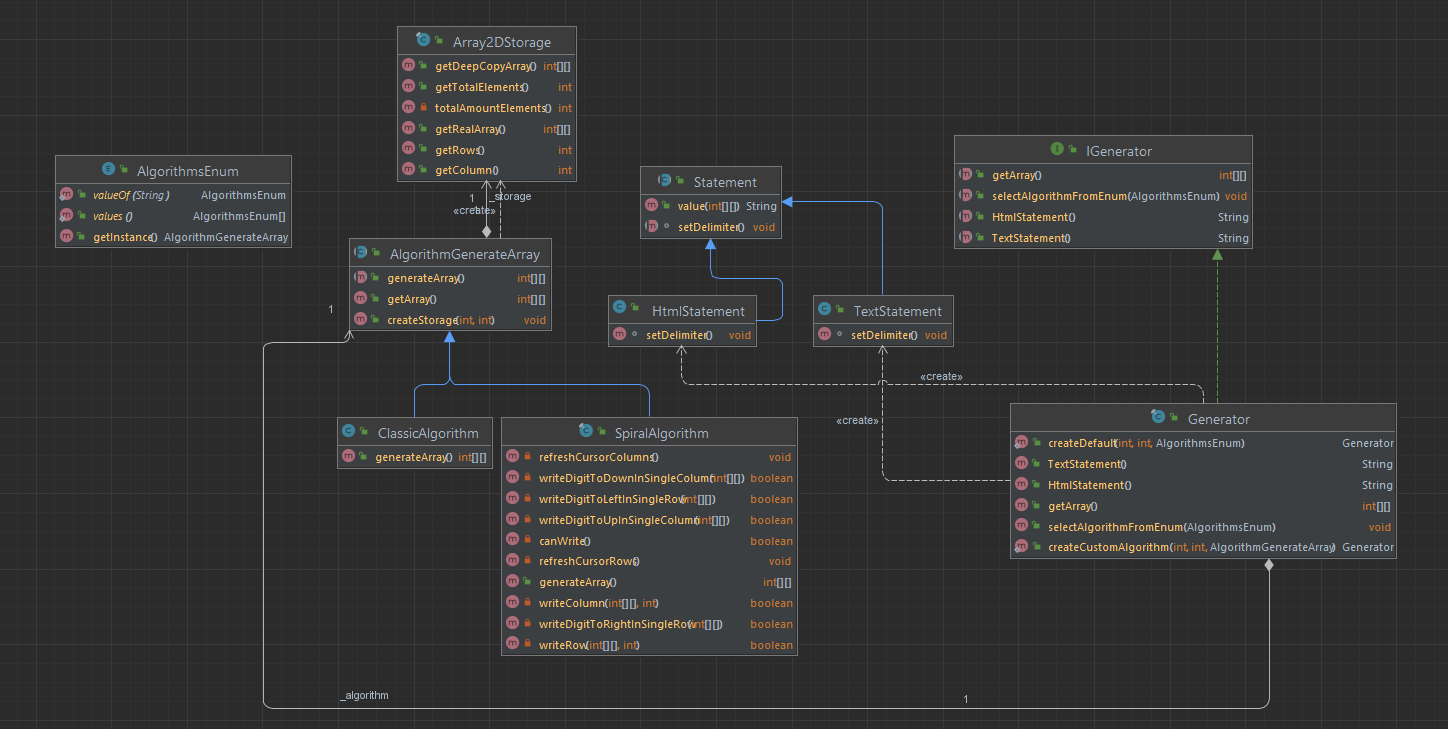 Array2DStorage
getDeepCopyArray() int[][]
getTotalElements() int
totalAmountElements() int
getRealArray() int[][]
getRows() int
getColumn() int
AlgorithmsEnum
valueOf (String) AlgorithmsEnum
values () AlgorithmsEnum[]
getInstance() AlgorithmGenerateArray
1
_storage
«create»
AlgorithmGenerateArray
generateArray() int[][]
getArray() int[][]
createStorage(int, int) void
Statement
value(int[][]) String
setDelimiter() void
IGenerator
getArray() int[][]
selectAlgorithmFromEnum(AlgorithmsEnum) void
HtmlStatement() String
TextStatement() String
1
HtmlStatement
setDelimiter() void
TextStatement
setDelimiter() void
«create»
«create»
ClassicAlgorithm
generateArray() int[][]
SpiralAlgorithm
refreshCursorColumns() void
writeDigitToDownInSingleColumn(int[][]) boolean
writeDigitToLeftInSingleRow(int[][]) boolean
writeDigitToUpInSingleColumn(int[][]) boolean
canWrite() boolean
refreshCursorRows() void
generateArray() int[][]
writeColumn(int[][], int) boolean
writeDigitToRightInSingleRow(int[][]) boolean
writeRow(int[][], int) boolean
Generator
createDefault(int, int, AlgorithmsEnum) Generator
TextStatement() String
HtmlStatement() String
getArray() int[][]
selectAlgorithmFromEnum(AlgorithmsEnum) void
createCustomAlgorithm(int, int, AlgorithmGenerateArray) Generator
_algorithm
1